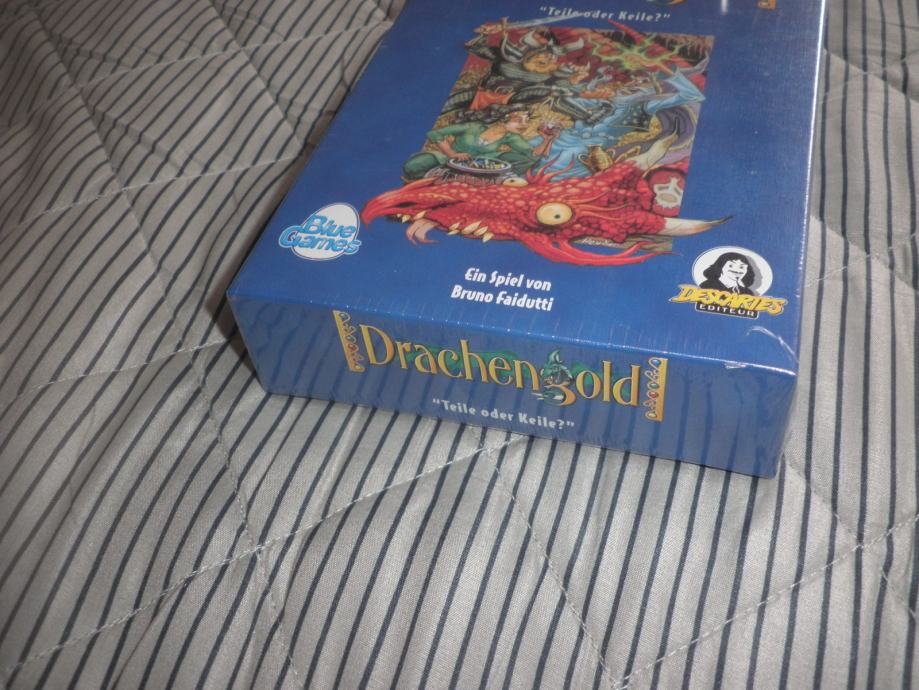 "Teile oder Keile?"
Blue
Games
Ein Spiel von
Bruno Faidutti
DESCARTES
EDITEUR
Drachengold
"Teile oder Keile?"